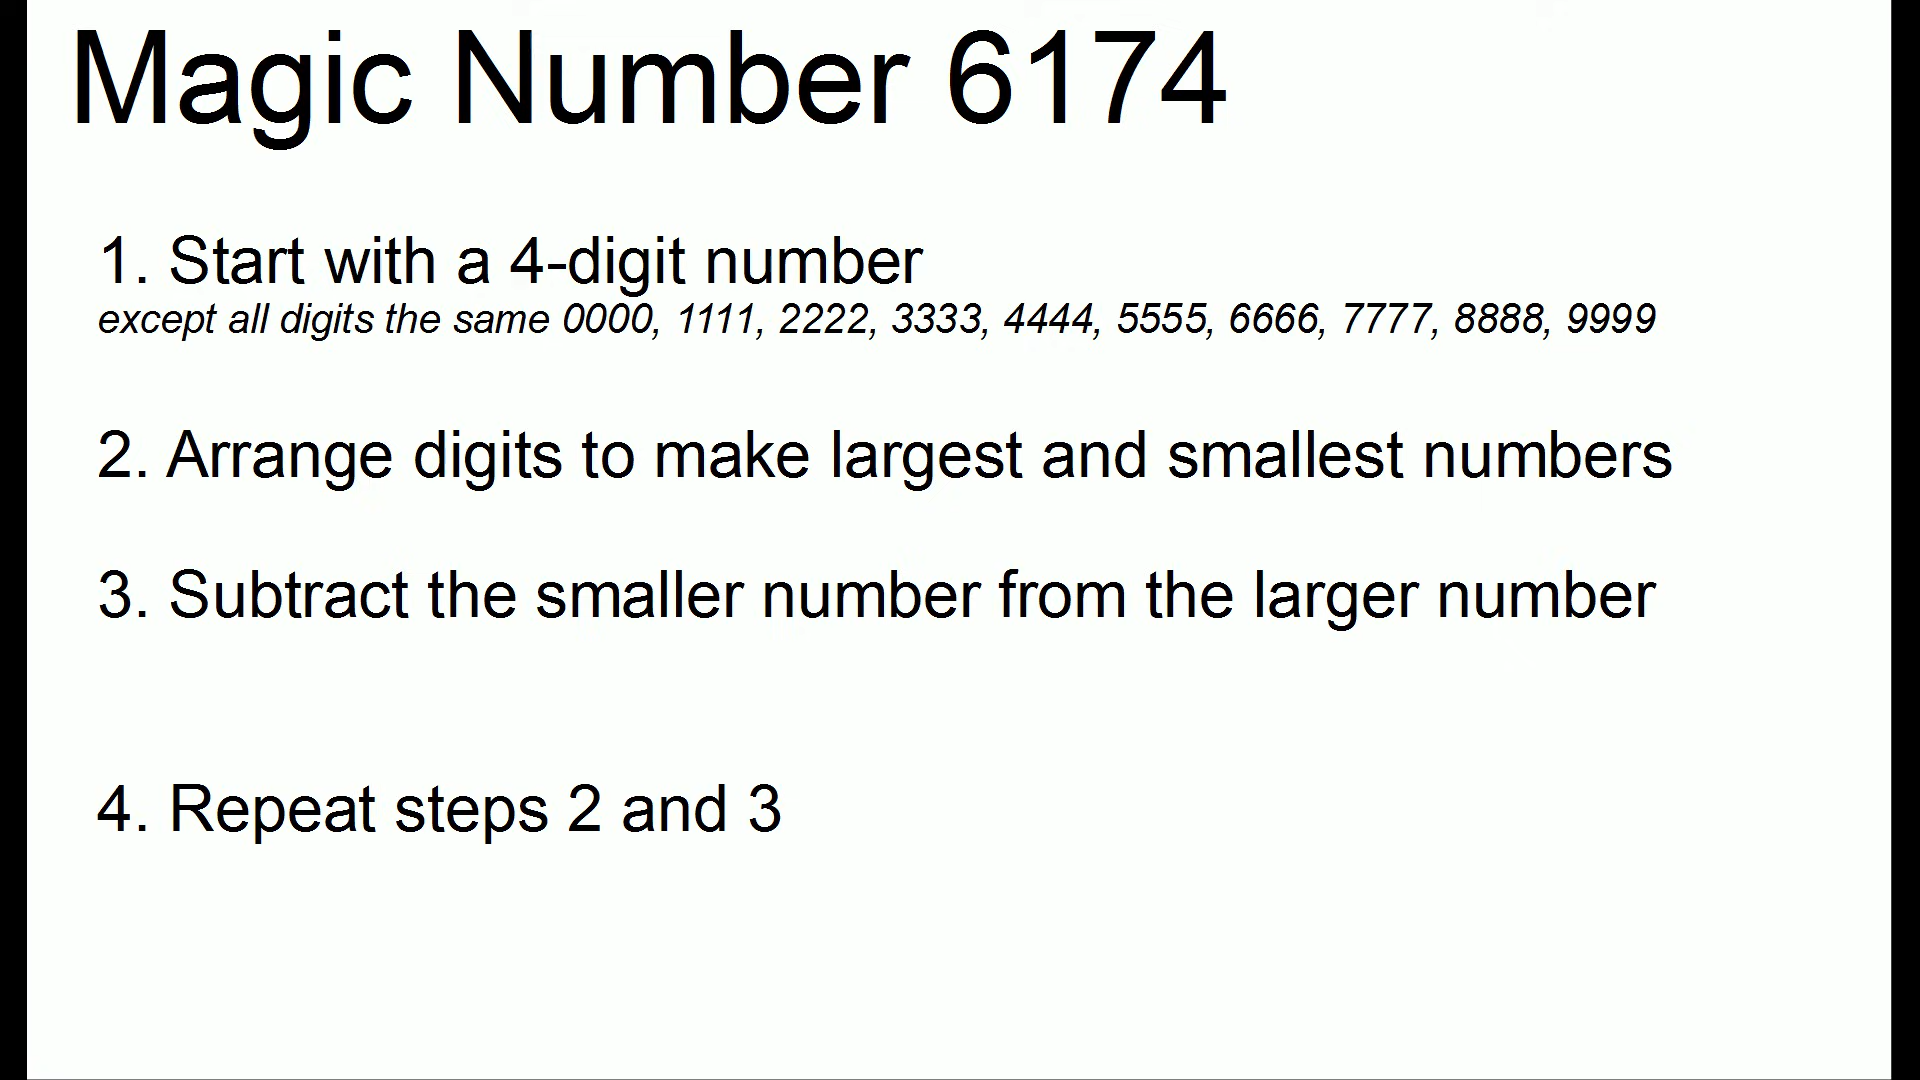 Magic Number 6174
1. Start with a 4-digit number
except all digits the same 0000, 1111, 2222, 3333, 4444, 5555, 6666, 7777, 8888, 9999
2. Arrange digits to make largest and smallest numbers
3. Subtract the smaller number from the larger number
4. Repeat steps 2 and 3